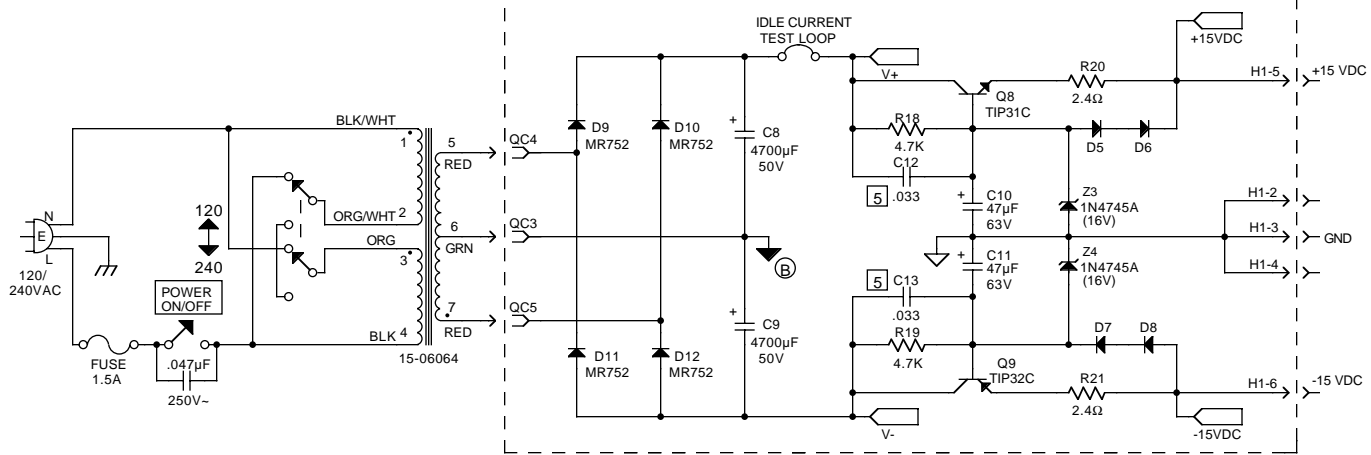 IDLE CURRENT
TEST LOOP
+15VDC
V+
R20
2.4Ω
H1-5
+15 VDC
Q8
TIP31C
BLK/WHT
1
5
RED
QC4
D9
MR752
D10
MR752
+
C8
4700µF
50V
R18
4.7K
C12
5
.033
D5
D6
+
C10
47µF
63V
Z3
1N4745A
(16V)
H1-2
N
E
L
120/
240VAC
120
240
ORG/WHT
2
ORG
3
6
GRN
QC3
B
H1-3
GND
H1-4
+
C11
47µF
63V
Z4
1N4745A
(16V)
POWER
ON/OFF
FUSE
1.5A
.047µF
250V~
BLK
4
7
RED
QC5
15-06064
D11
MR752
D12
MR752
+
C9
4700µF
50V
5
C13
.033
R19
4.7K
D7
D8
Q9
TIP32C
R21
2.4Ω
H1-6
-15 VDC
V-
-15VDC